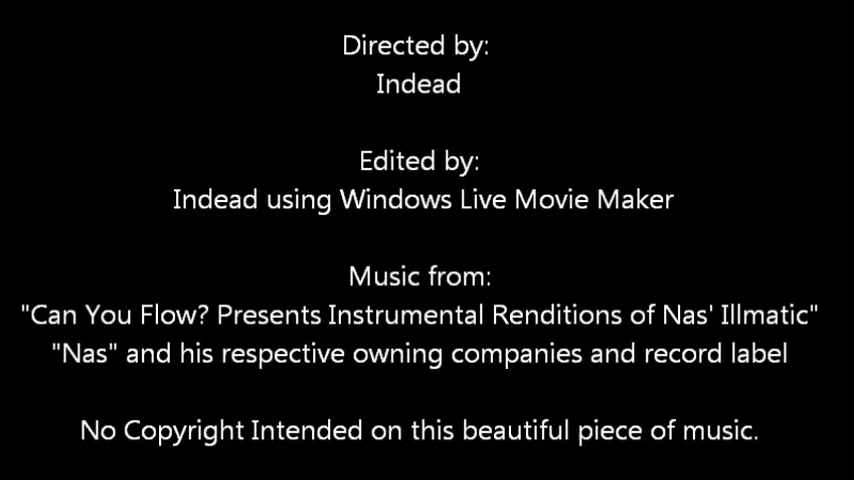 Directed by:
Indead
Edited by:
Indead using Windows Live Movie Maker
Music from:
"Can You Flow? Presents Instrumental Renditions of Nas' Illmatic"
"Nas" and his respective owning companies and record label
No Copyright Intended on this beautiful piece of music.